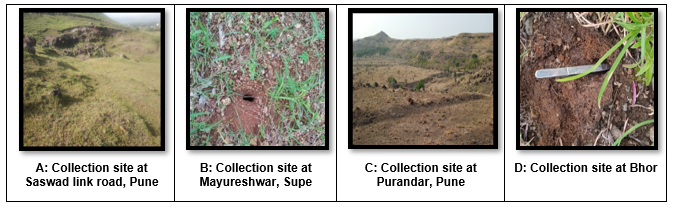 A: Collection site at
Saswad link road, Pune
B: Collection site at
Mayureshwar, Supe
C: Collection site at
Purandar, Pune
D: Collection site at Bhor